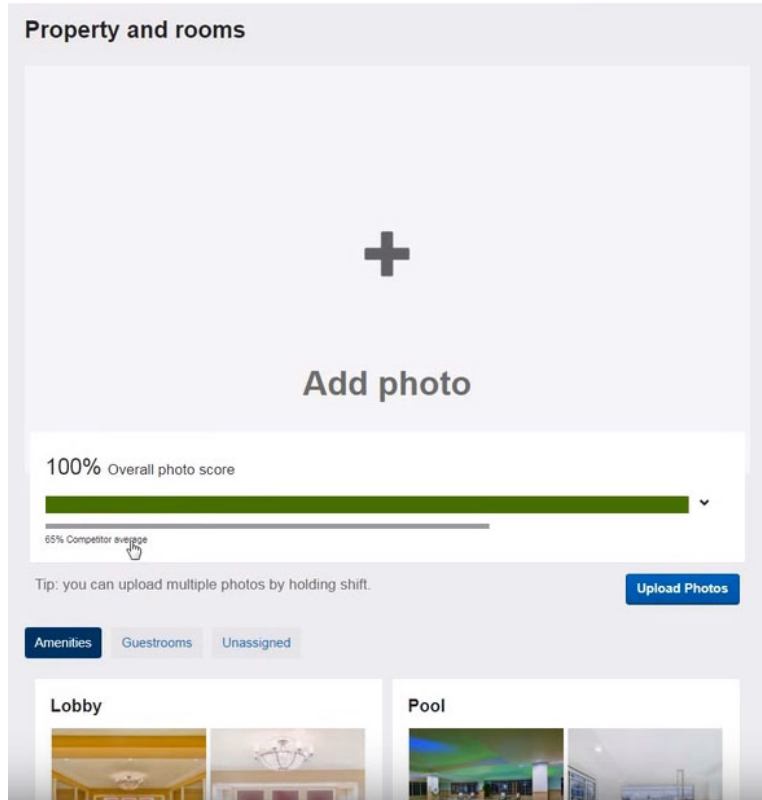 Property and rooms
Add photo
100% Overall photo score
65% Competitor average
Tip: you can upload multiple photos by holding shift.
Upload Photos
Amenities Guestrooms Unassigned
Lobby
Pool